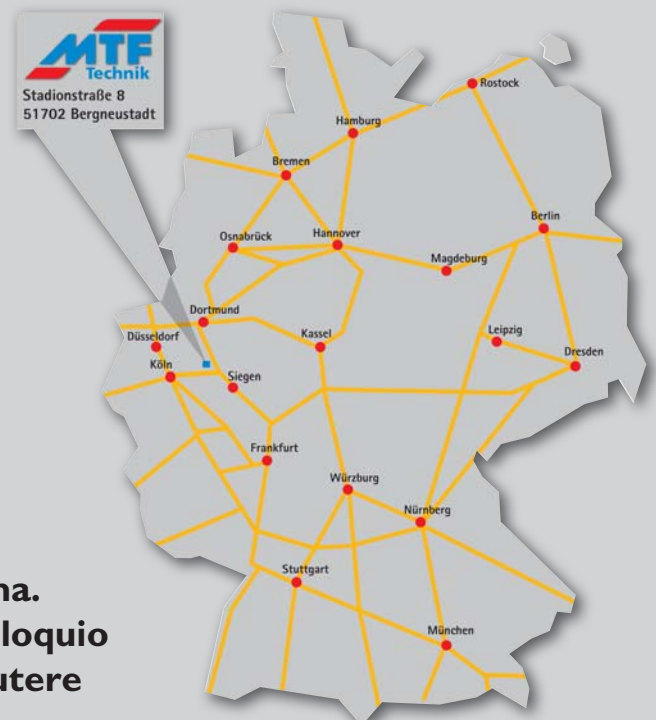 MTF
Technik
Stadionstraße 8
51702 Bergneustadt
Rostock
Hamburg
Bremen
Berlin
Osnabrück
Hannover
Magdeburg
Dortmund
Düsseldorf
Kassel
Leipzig
Dresden
Köln
Siegen
Frankfurt
Würzburg
Nürnberg
Stuttgart
München
na.
loquio
utere